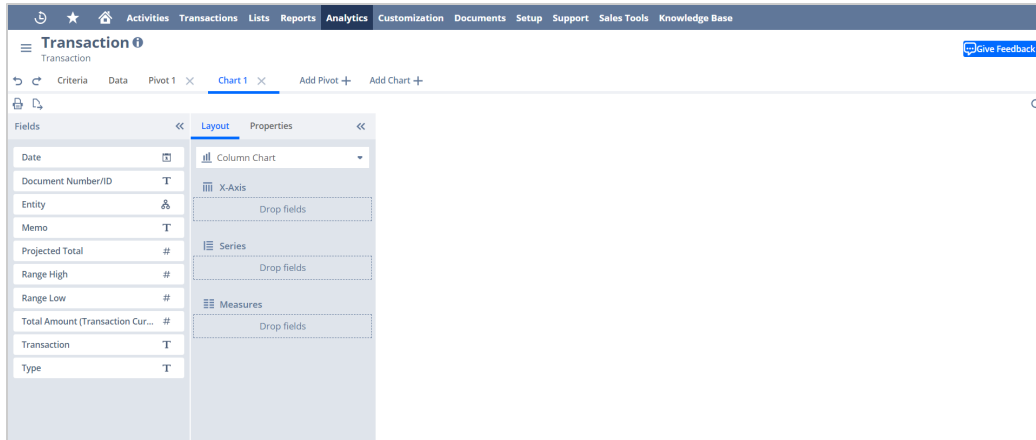 Activities Transactions Lists Reports Analytics Customization Documents Setup Support Sales Tools Knowledge Base
Transaction
Transaction
Give Feedback
Criteria Data Pivot 1 Chart 1 Add Pivot Add Chart
Fields
Layout Properties
Date
Document Number/ID T
Entity
Memo T
Projected Total #
Range High #
Range Low #
Total Amount (Transaction Cur... #
Transaction T
Type T
Column Chart
X-Axis
Drop fields
Series
Drop fields
Measures
Drop fields